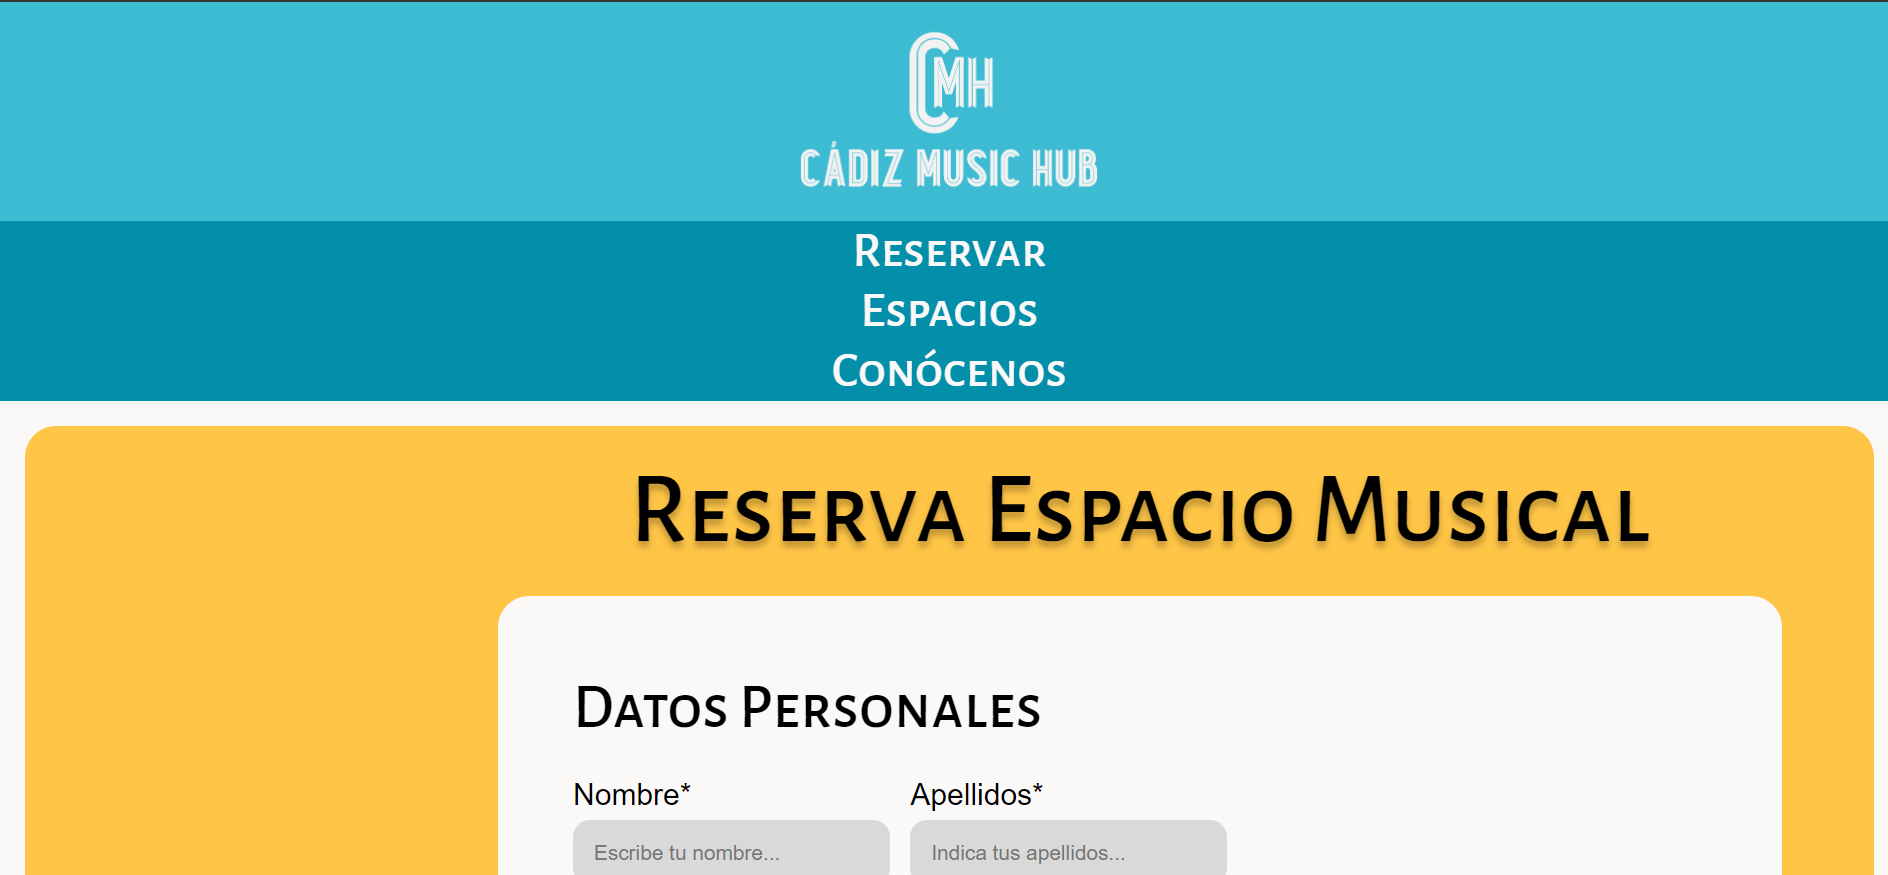 CMH
CÁDIZ MUSIC HUB
Reservar
Espacios
Conócenos
Reserva Espacio Musical
Datos Personales
Nombre* Apellidos*
Escribe tu nombre... Indica tus apellidos...